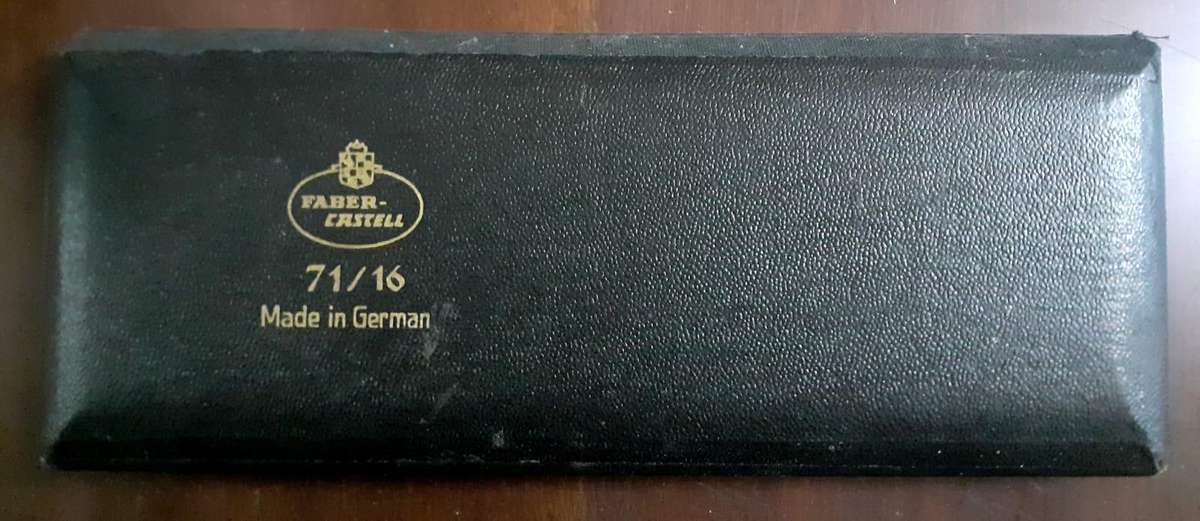 FABER-
CASTELL
71/16
Made in German